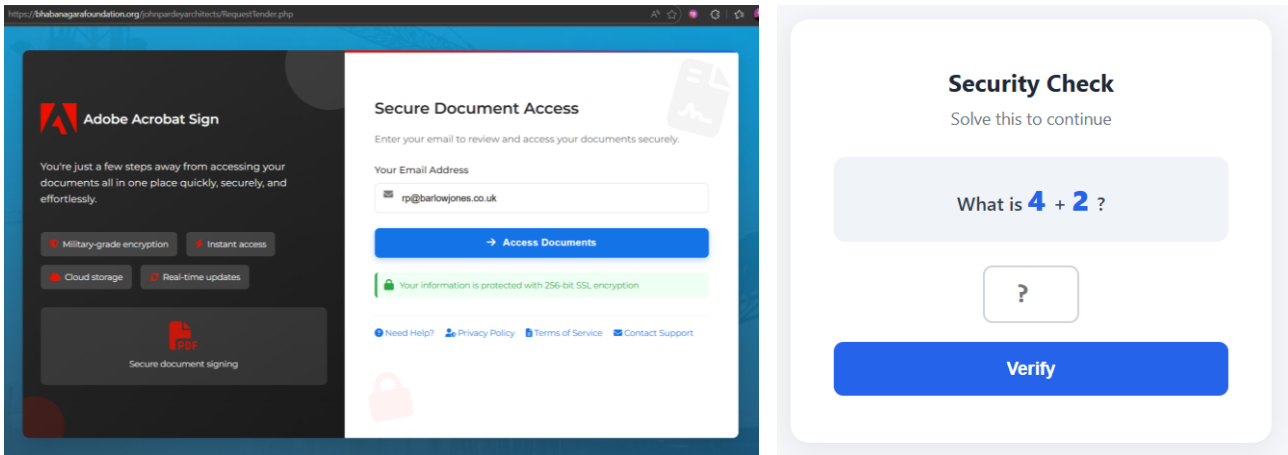 https://bhabanagarafoundation.org/johnpardeyarchitects/RequestTender.php
Adobe Acrobat Sign
You're just a few steps away from accessing your
documents all in one place quickly, securely, and
effortlessly.
Military-grade encryption
Instant access
Cloud storage
Real-time updates
PDF
Secure document signing
Secure Document Access
Enter your email to review and access your documents securely.
Your Email Address
rp@barlowjones.co.uk
→ Access Documents
Your information is protected with 256-bit SSL encryption
Need Help?
Privacy Policy
Terms of Service
Contact Support
Security Check
Solve this to continue
What is 4 + 2 ?
?
Verify